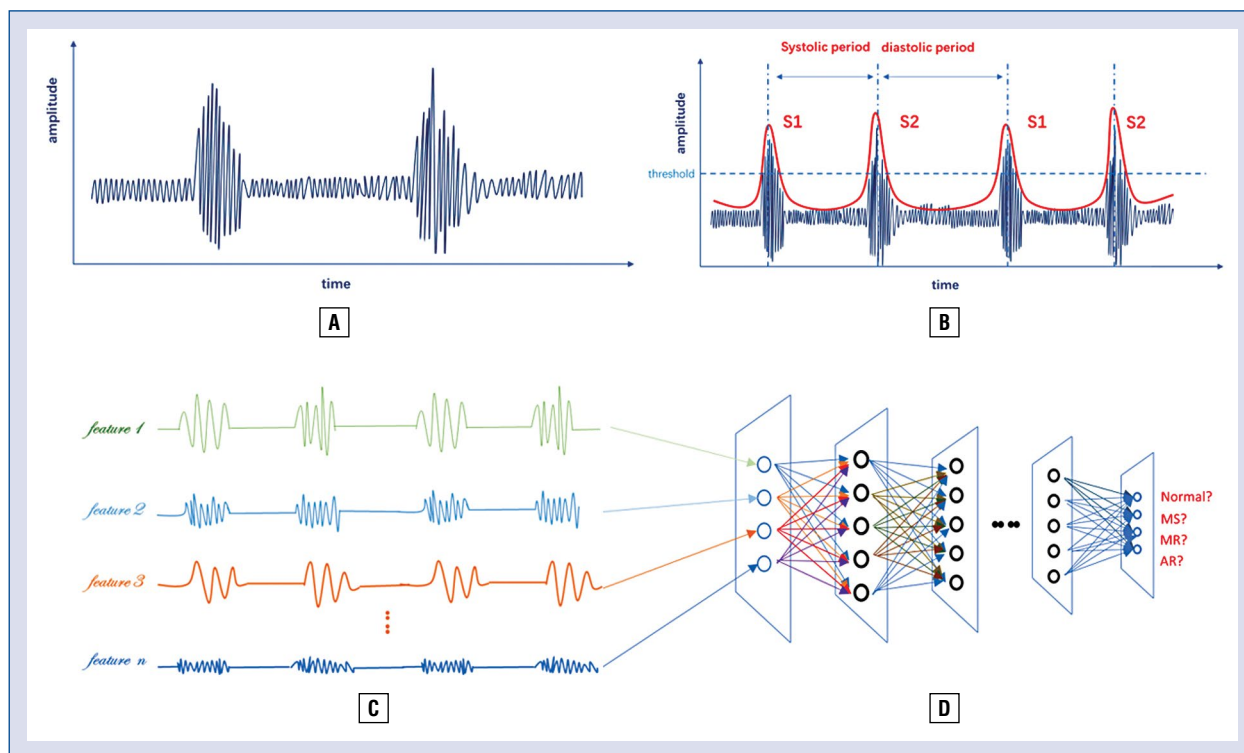 amplitude
time
A
Systolic period diastolic period
amplitude
S1
S2
S1
S2
threshold
time
B
feature 1
feature 2
feature 3
feature n
C
Normal?
MS?
MR?
AR?
D